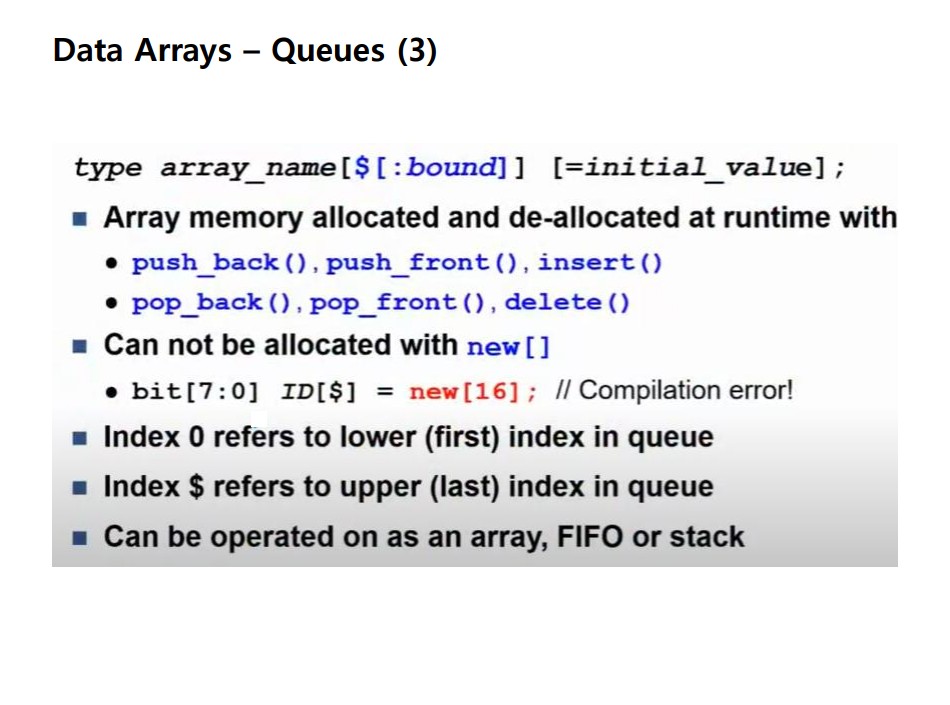 Data Arrays – Queues (3)
type array_name[$[:bound]] [=initial_value];
■ Array memory allocated and de-allocated at runtime with
● push_back(), push_front(), insert()
● pop_back(), pop_front(), delete()
■ Can not be allocated with new[]
● bit[7:0] ID[$] = new[16]; // Compilation error!
■ Index 0 refers to lower (first) index in queue
■ Index $ refers to upper (last) index in queue
■ Can be operated on as an array, FIFO or stack